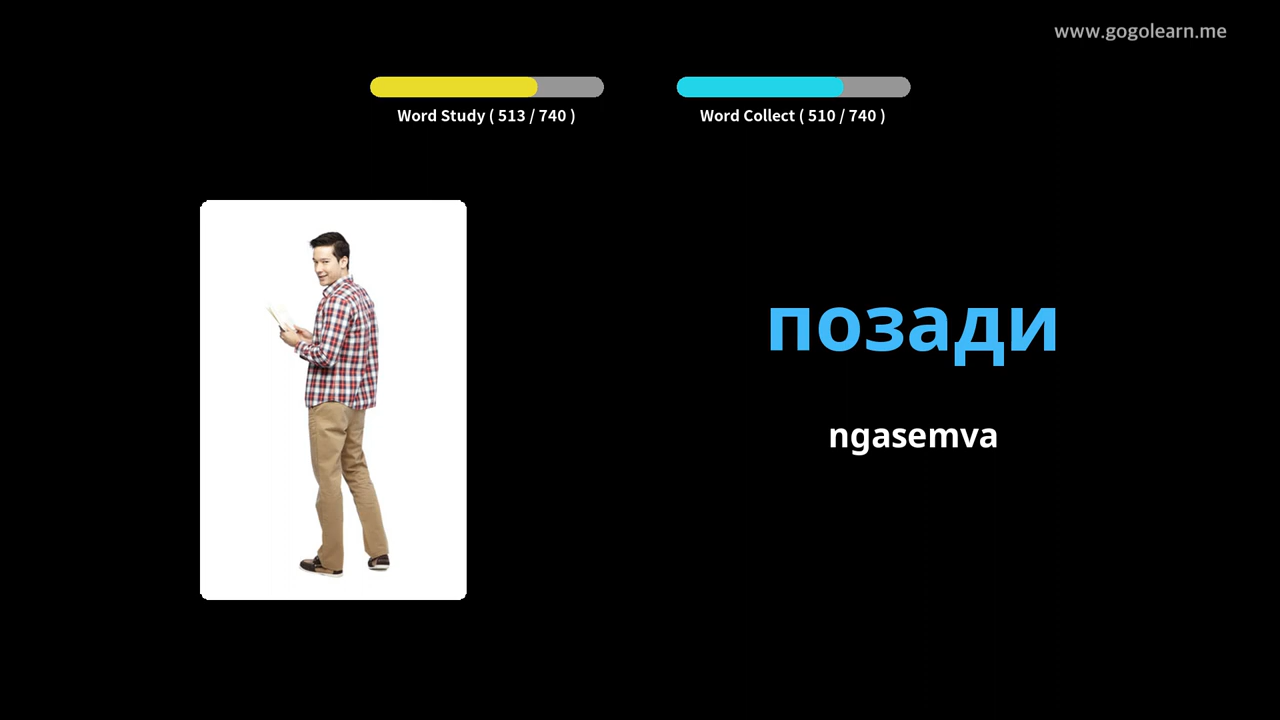 www.gogolearn.me
Word Study ( 513 / 740 )
Word Collect ( 510 / 740 )
позади
ngasemva